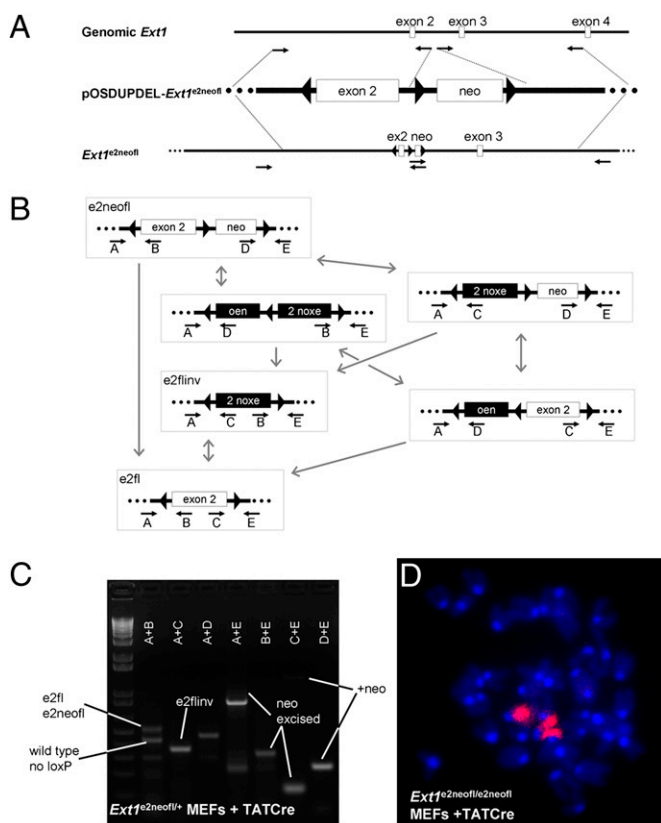 A
Genomic Ext1
exon 2
exon 3
exon 4
pOSDUPDEL-Ext1e2neofl
exon 2
neo
Ext1e2neofl
ex2 neo
exon 3
B
e2neofl
exon 2
neo
A
B
D
E
oen
2 noxe
A
D
B
E
2 noxe
neo
A
C
D
E
e2flinv
2 noxe
A
C
B
E
oen
exon 2
A
D
C
E
e2fl
exon 2
A
B
C
E
C
A+B
A+C
A+D
A+E
B+E
C+E
D+E
e2fl
e2neofl
wild type
no loxP
e2flinv
neo
excised
+neo
Ext1e2neofl/+ MEFs + TATCre
D
Ext1e2neofl/e2neofl
MEFs +TATCre